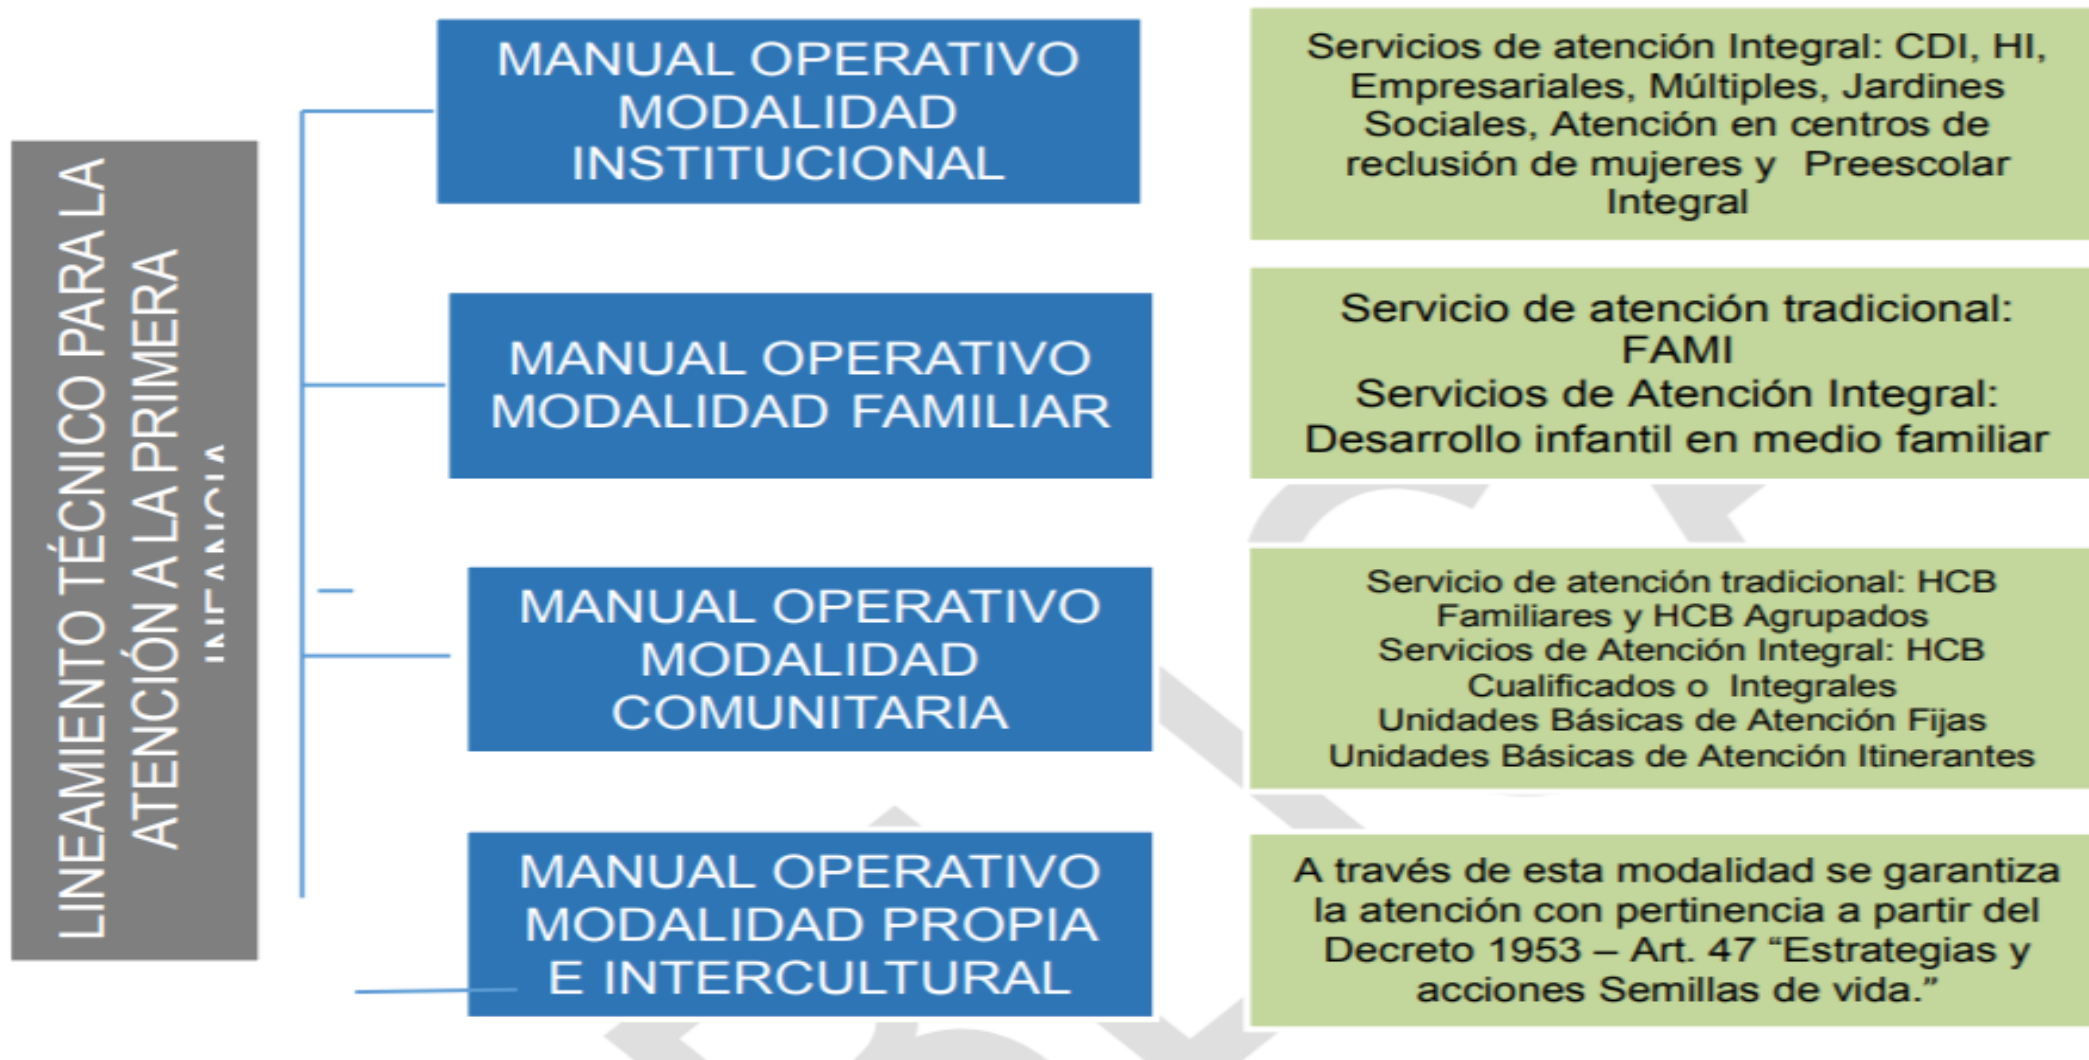 LINEAMIENTO TÉCNICO PARA LA
ATENCIÓN A LA PRIMERA
MANUAL OPERATIVO
MODALIDAD
INSTITUCIONAL
Servicios de atención Integral: CDI, HI,
Empresariales, Múltiples, Jardines
Sociales, Atención en centros de
reclusión de mujeres y Preescolar
Integral
MANUAL OPERATIVO
MODALIDAD FAMILIAR
Servicio de atención tradicional:
FAMI
Servicios de Atención Integral:
Desarrollo infantil en medio familiar
MANUAL OPERATIVO
MODALIDAD
COMUNITARIA
Servicio de atención tradicional: HCB
Familiares y HCB Agrupados
Servicios de Atención Integral: HCB
Cualificados o Integrales
Unidades Básicas de Atención Fijas
Unidades Básicas de Atención Itinerantes
MANUAL OPERATIVO
MODALIDAD PROPIA
E INTERCULTURAL
A través de esta modalidad se garantiza
la atención con pertinencia a partir del
Decreto 1953 – Art. 47 “Estrategias y
acciones Semillas de vida.”